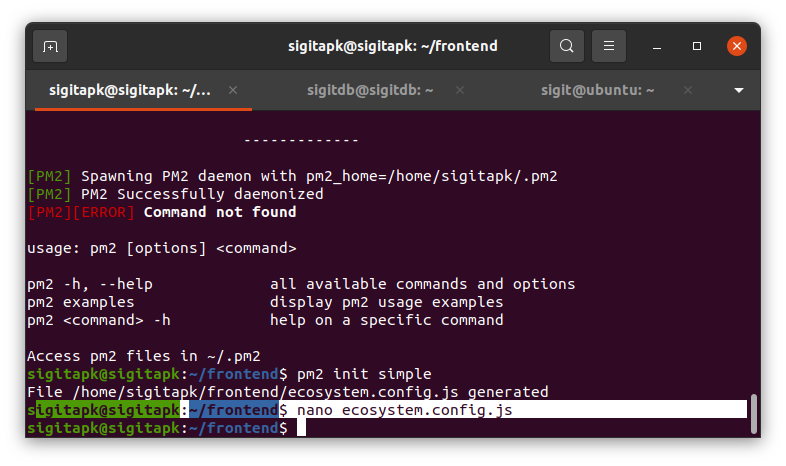 sigitapk@sigitapk: ~/frontend
sigitapk@sigitapk: ~/...
sigitdb@sigitdb: ~
sigit@ubuntu: ~
-------------
[PM2] Spawning PM2 daemon with pm2_home=/home/sigitapk/.pm2
[PM2] PM2 Successfully daemonized
[PM2][ERROR] Command not found
usage: pm2 [options] <command>
pm2 -h, --help             all available commands and options
pm2 examples               display pm2 usage examples
pm2 <command> -h           help on a specific command
Access pm2 files in ~/.pm2
sigitapk@sigitapk:~/frontend$ pm2 init simple
File /home/sigitapk/frontend/ecosystem.config.js generated
sigitapk@sigitapk:~/frontend$ nano ecosystem.config.js
sigitapk@sigitapk:~/frontend$